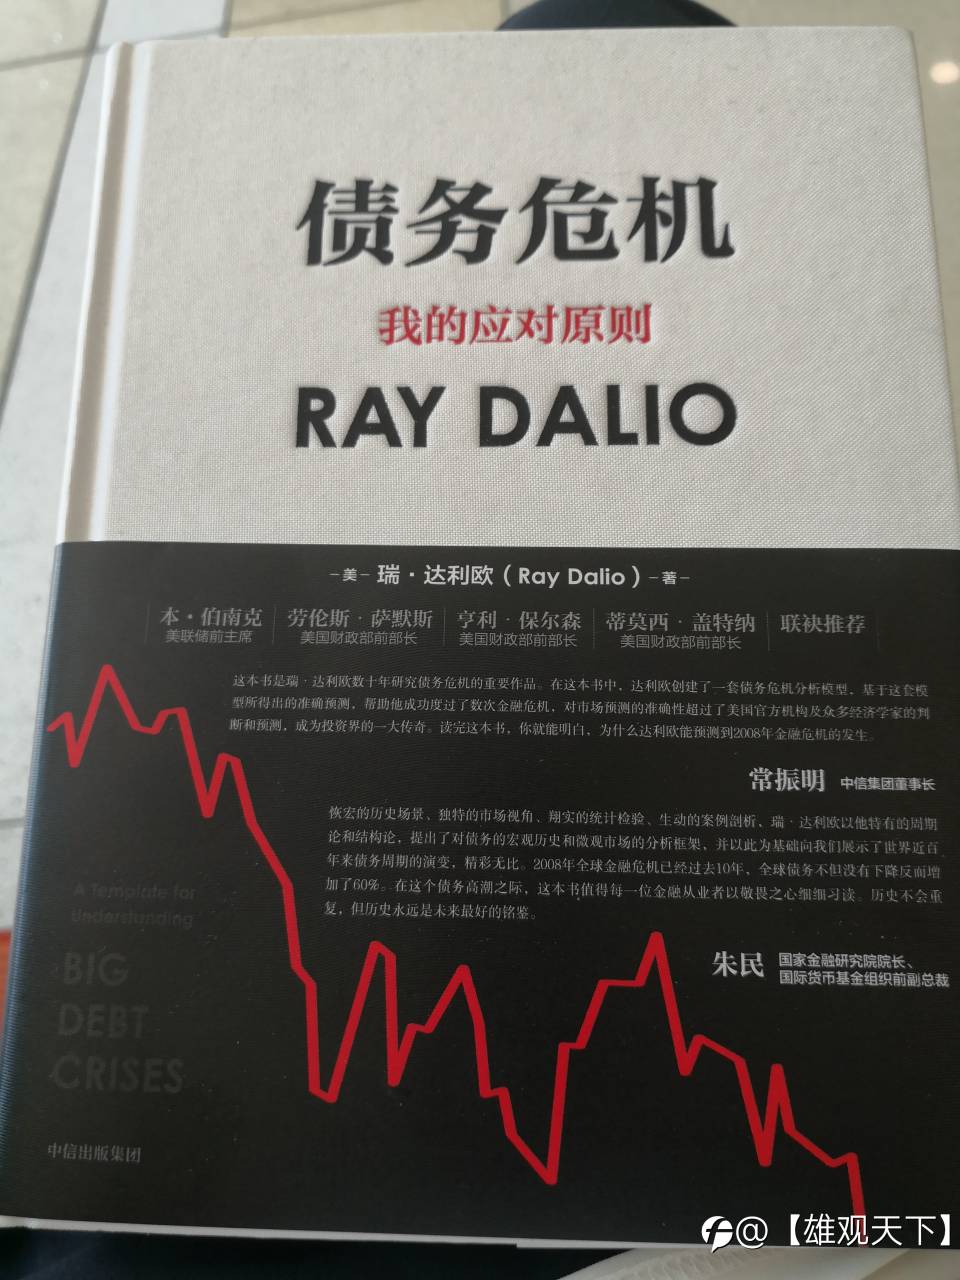 债务危机
我的应对原则
RAY DALIO
–美– 瑞·达利欧（Ray Dalio）–著–
本·伯南克 劳伦斯·萨默斯 亨利·保尔森 蒂莫西·盖特纳 联袂推荐
美联储前主席 美国财政部前部长 美国财政部前部长 美国财政部前部长
这本书是瑞·达利欧数十年研究债务危机的重要作品。在这本书中，达利欧创建了一套债务危机分析模型，基于这套模
型所得出的准确预测，帮助他成功度过了数次金融危机，对市场预测的准确性超过了美国官方机构及众多经济学家的判
断和预测，成为投资界的一大传奇。读完这本书，你就能明白，为什么达利欧能预测到2008年金融危机的发生。
常振明 中信集团董事长
恢宏的历史场景、独特的市场视角、翔实的统计检验、生动的案例剖析、瑞·达利欧以他特有的周期
论和结构论，提出了对债务的宏观历史和微观市场的分析框架、并以此为基础向我们展示了世界近百
年来债务周期的演变，精彩无比。2008年全球金融危机已经过去10年，全球债务不但没有下降反而增
加了60%。在这个债务高潮之际，这本书值得每一位金融从业者以敬畏之心细细习读。历史不会重
复，但历史永远是未来最好的铭鉴。
朱民 国家金融研究院院长、
国际货币基金组织前副总裁
A Template for
Understanding
BIG
DEBT
CRISES
中信出版集团
@【雄观天下】